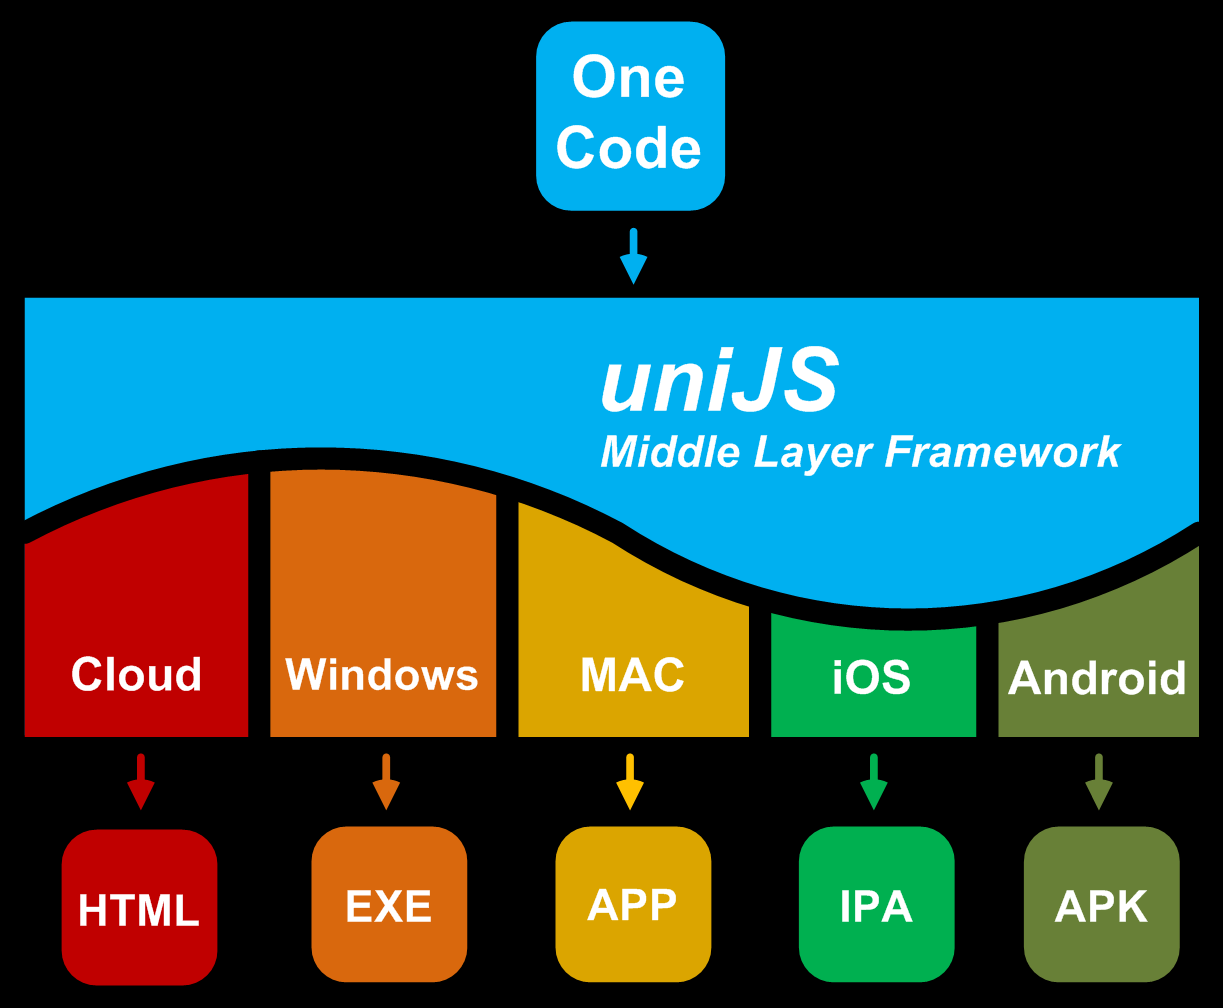 One
Code
uniJS
Middle Layer Framework
Cloud
Windows
MAC
iOS
Android
HTML
EXE
APP
IPA
APK